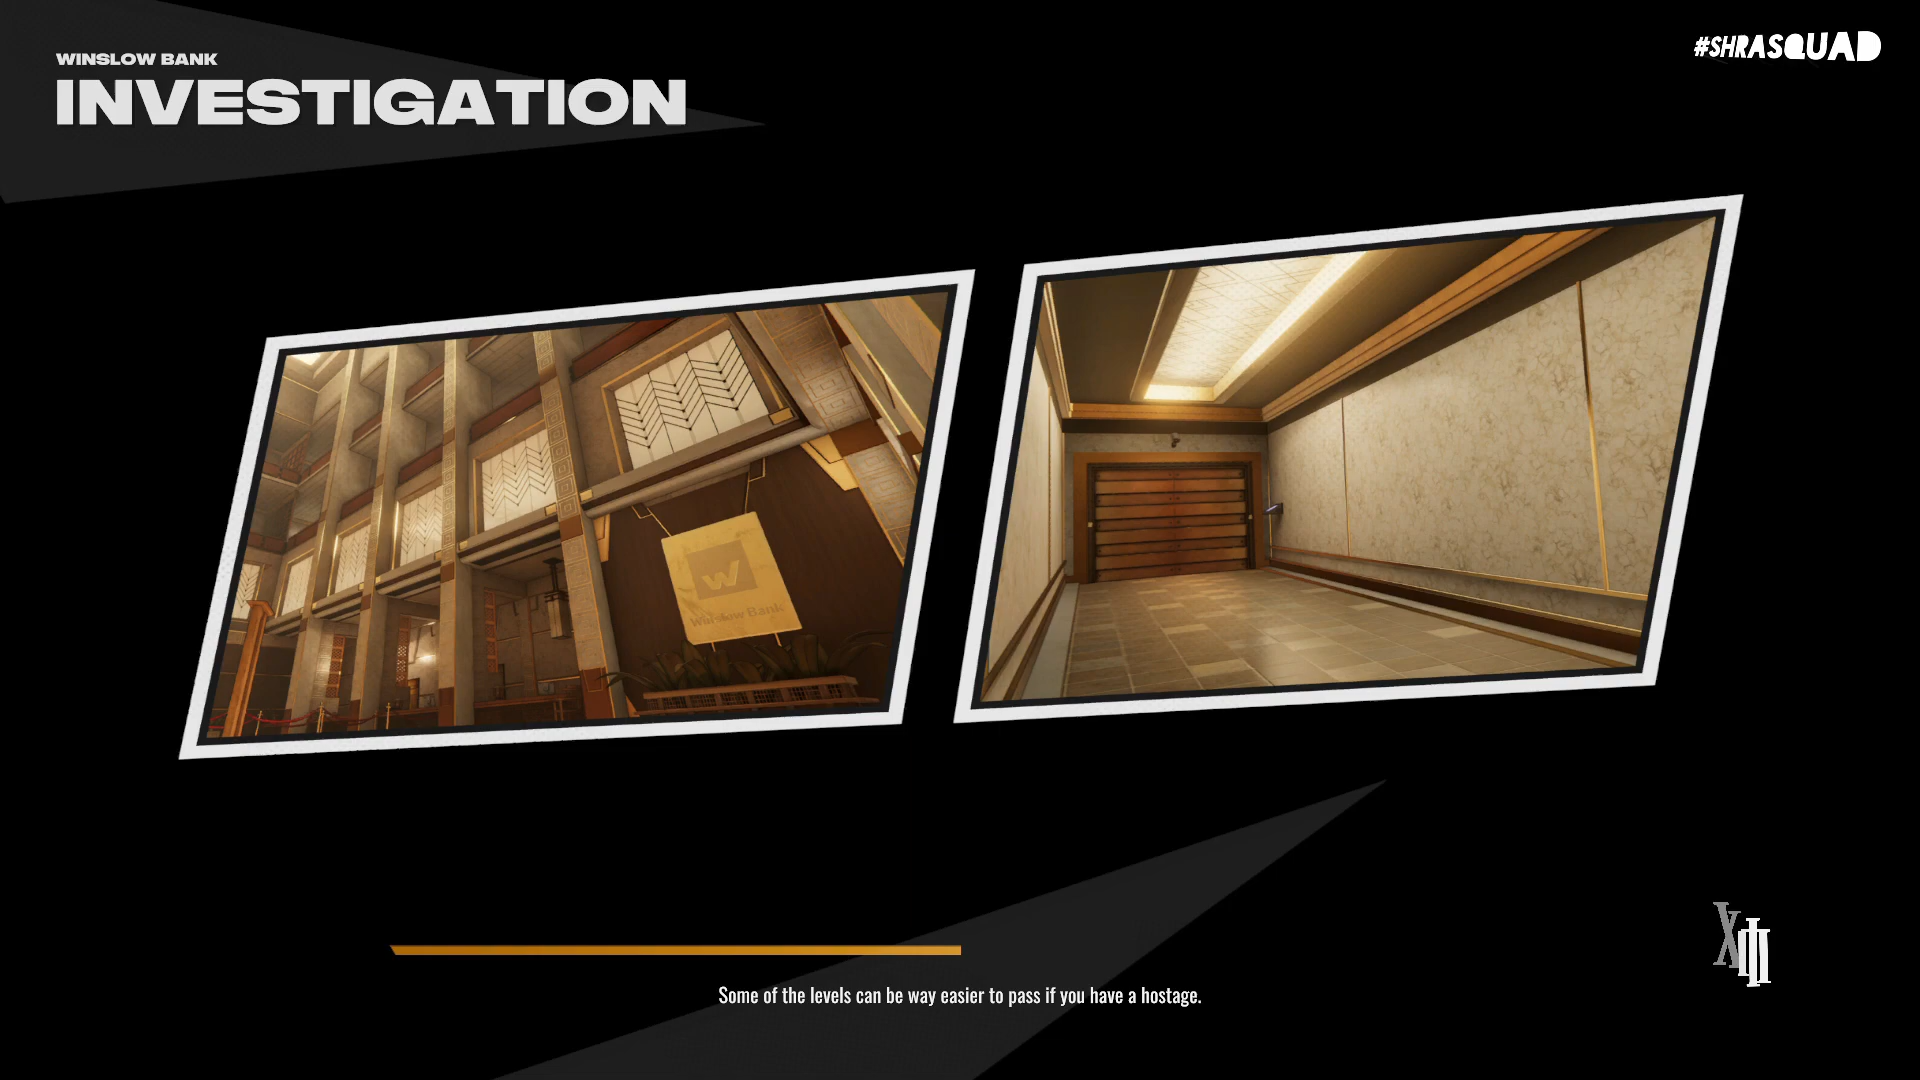 WINSLOW BANK
INVESTIGATION
#SHRASQUAD
W
Winslow Bank
XIII
Some of the levels can be way easier to pass if you have a hostage.